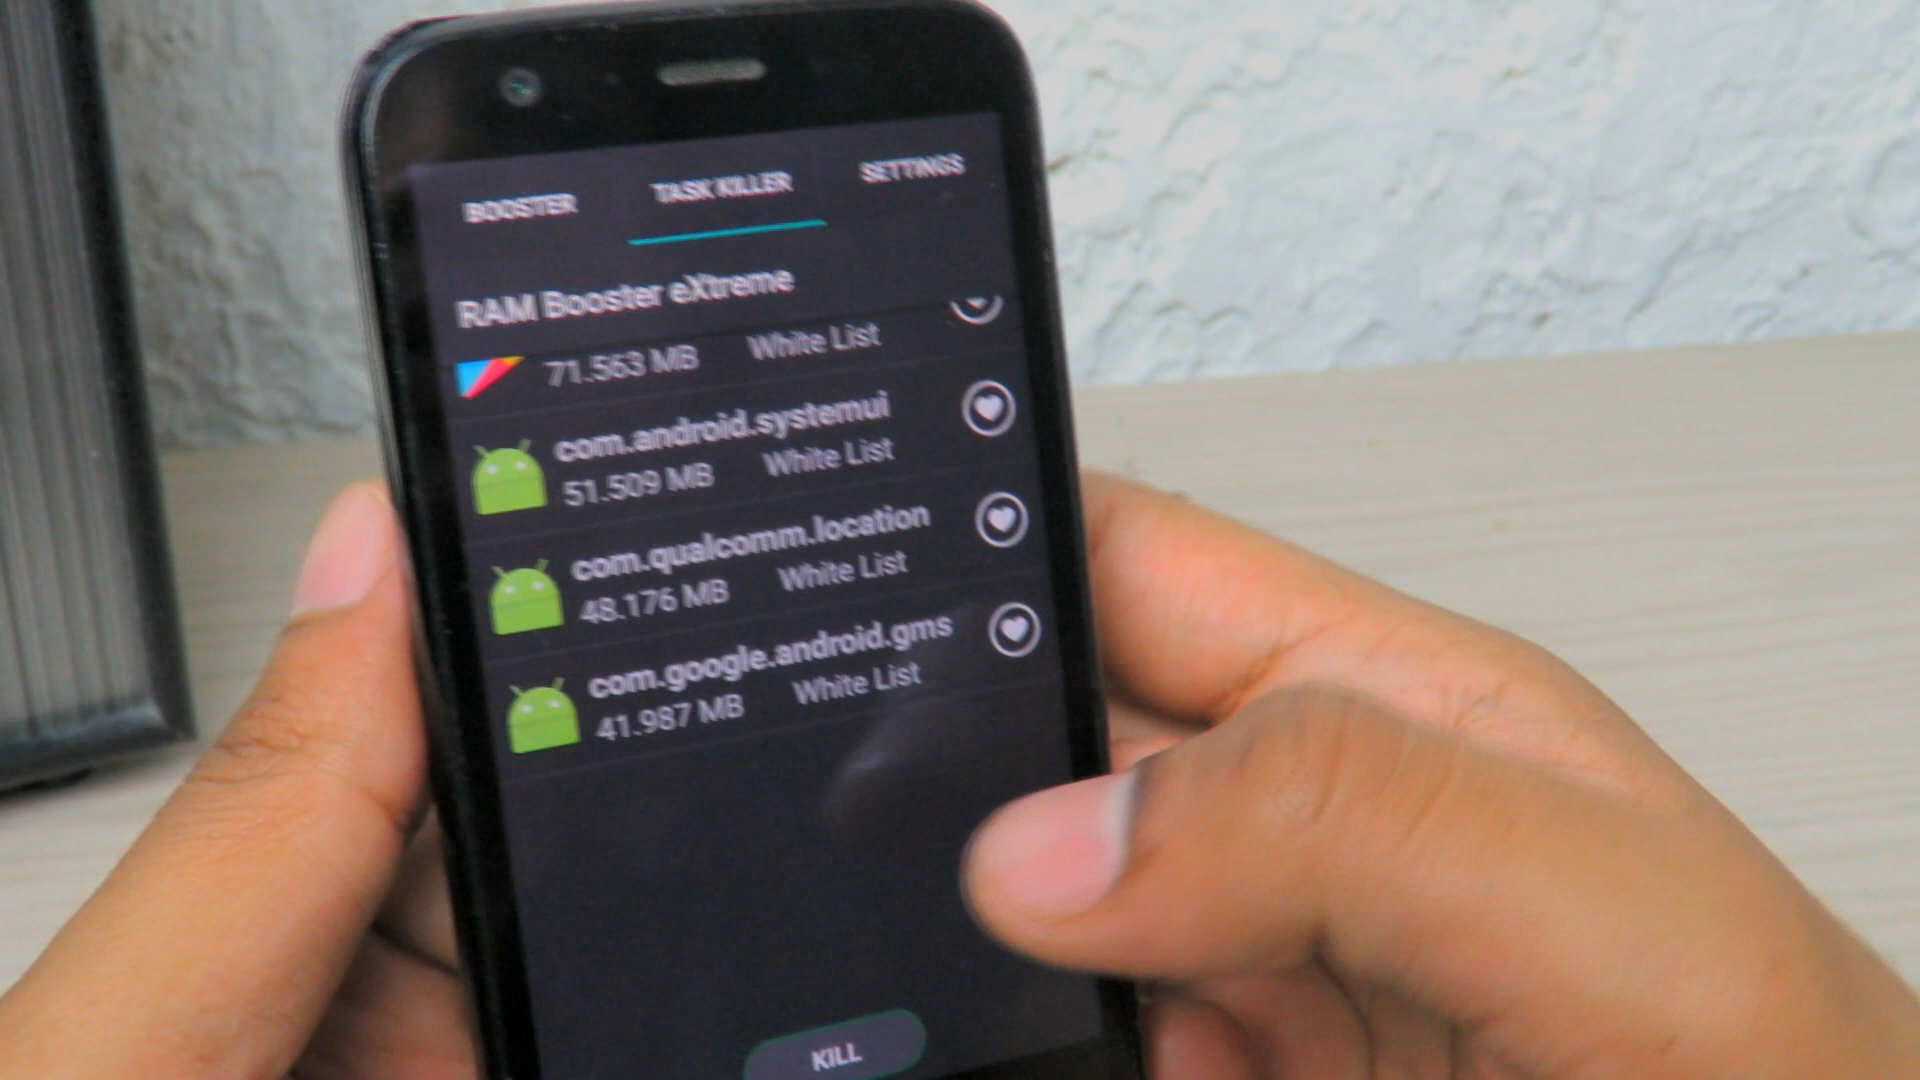 BOOSTER TASK KILLER SETTINGS
RAM Booster eXtreme
71.563 MB White List
com.android.systemui
51.509 MB White List
com.qualcomm.location
48.176 MB White List
com.google.android.gms
41.987 MB White List
KILL